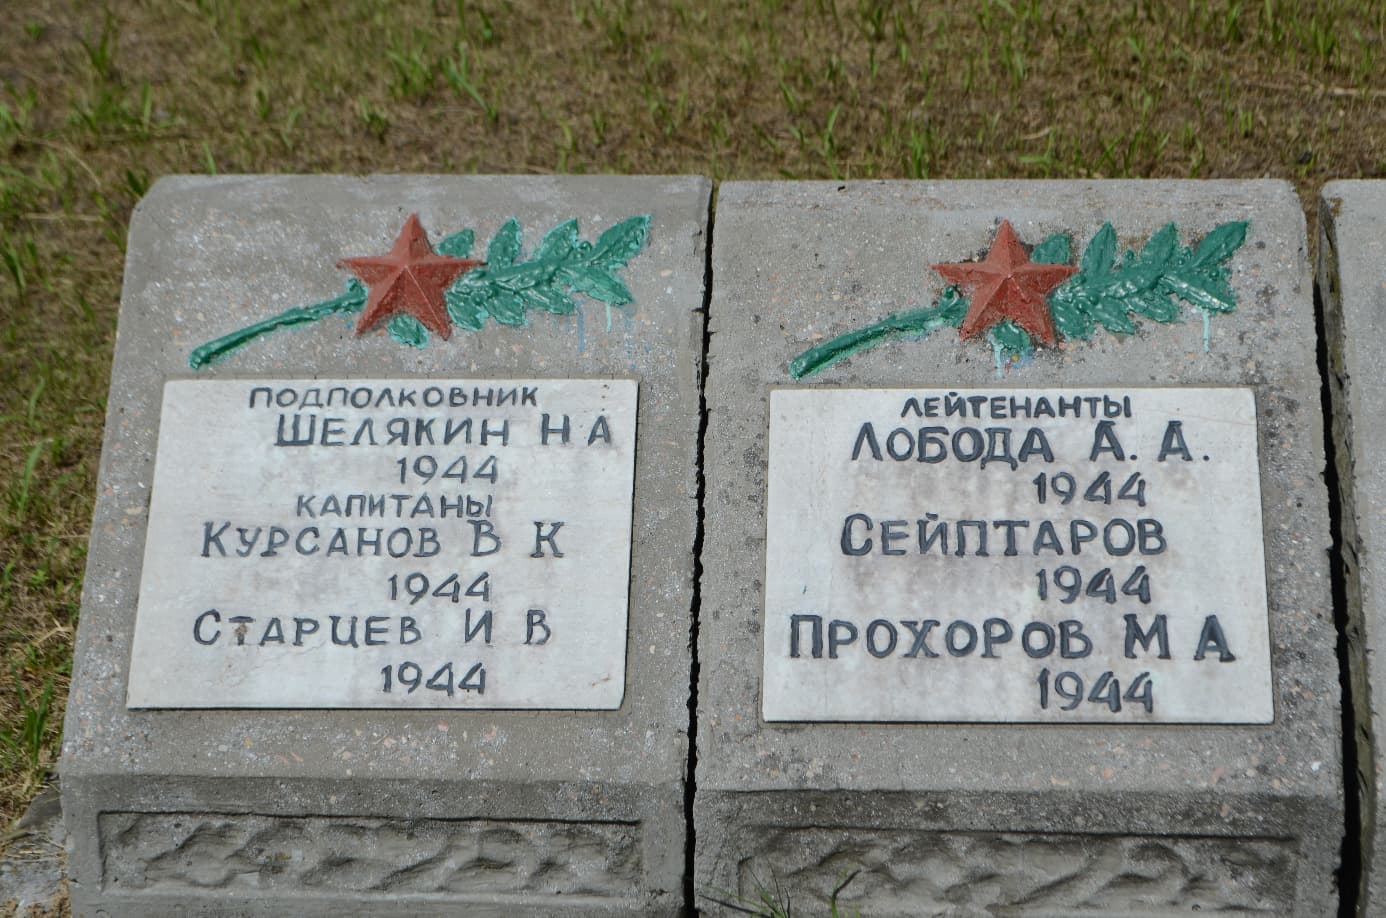 ПОДПОЛКОВНИК
ШЕЛЯКИН Н А
1944
КАПИТАНЫ
КУРСАНОВ В К
1944
СТАРЦЕВ И В
1944
ЛЕЙТЕНАНТЫ
ЛОБОДА А. А.
1944
СЕЙПТАРОВ
1944
ПРОХОРОВ М А
1944